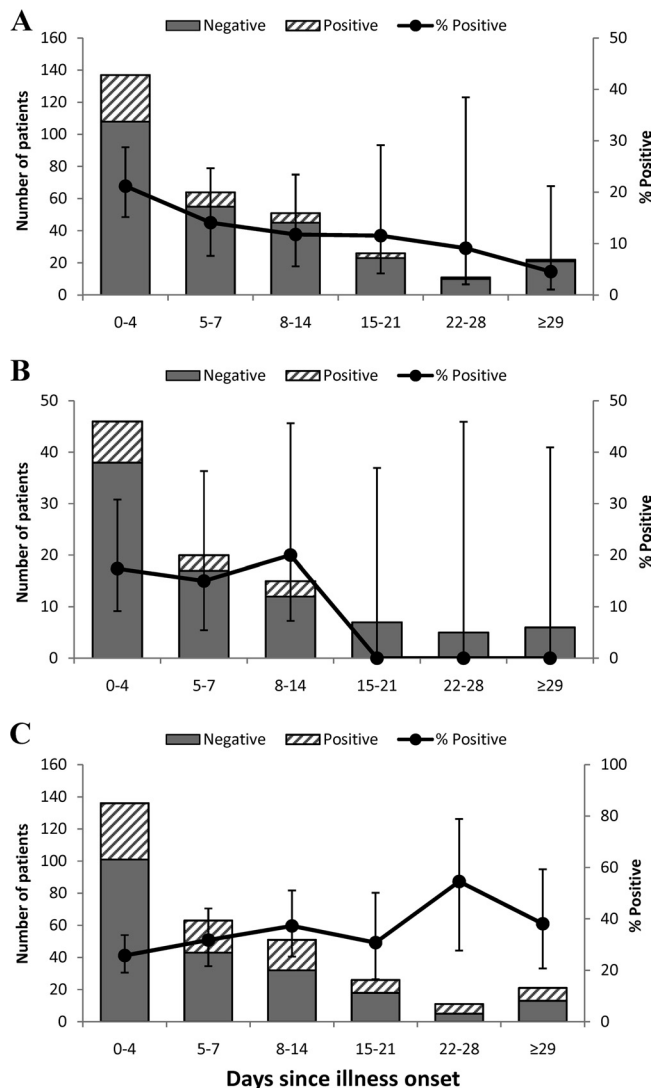 A
Negative Positive % Positive
160 50
140
120 40
100 30
80
60 20
40 10
20
0 0
Number of patients
% Positive
0-4 5-7 8-14 15-21 22-28 ≥29
B
Negative Positive % Positive
50 50
40 40
30 30
20 20
10 10
0 0
Number of patients
% Positive
0-4 5-7 8-14 15-21 22-28 ≥29
C
Negative Positive % Positive
160 100
140
120 80
100 60
80
60 40
40 20
20
0 0
Number of patients
% Positive
0-4 5-7 8-14 15-21 22-28 ≥29
Days since illness onset